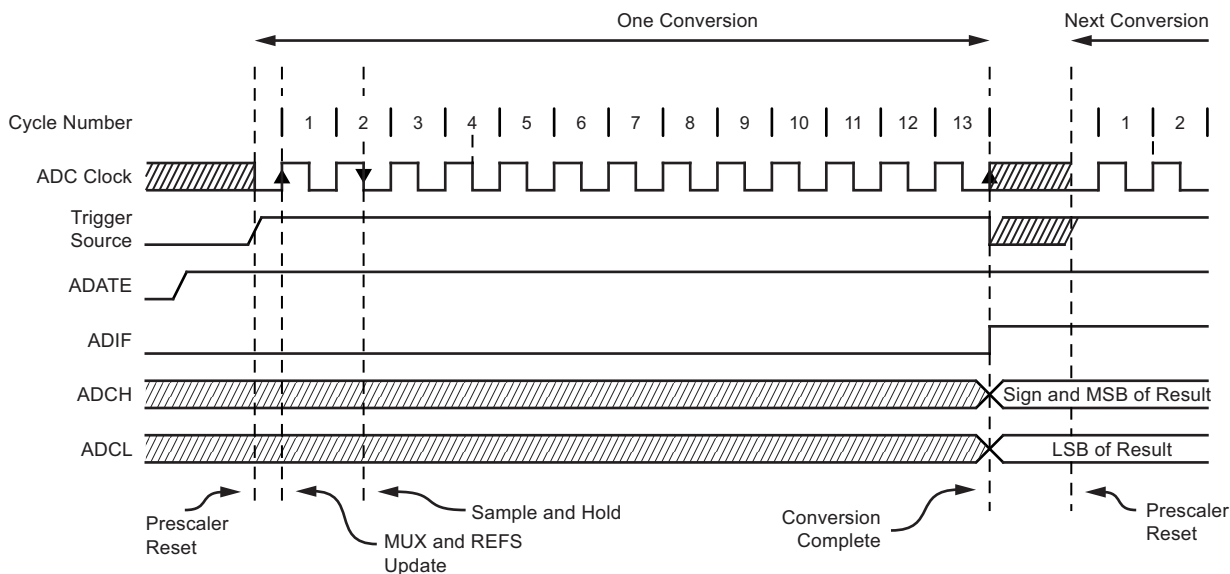 One Conversion
Next Conversion
Cycle Number
1 2 3 4 5 6 7 8 9 10 11 12 13 1 2
ADC Clock
Trigger
Source
ADATE
ADIF
ADCH
Sign and MSB of Result
ADCL
LSB of Result
Prescaler
Reset
MUX and REFS
Update
Sample and Hold
Conversion
Complete
Prescaler
Reset